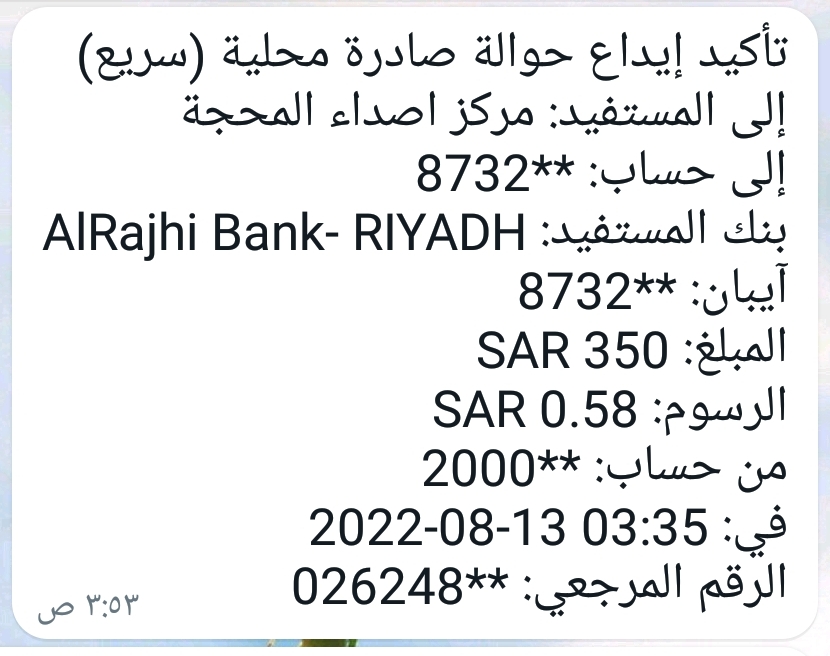 تأكيد إيداع حوالة صادرة محلية (سريع)
إلى المستفيد: مركز اصداء المحجة
إلى حساب: **8732
بنك المستفيد: AlRajhi Bank- RIYADH
آيبان: **8732
المبلغ: SAR 350
الرسوم: SAR 0.58
من حساب: **2000
في: 2022-08-13 03:35
الرقم المرجعي: **026248
٣:٥٣ ص